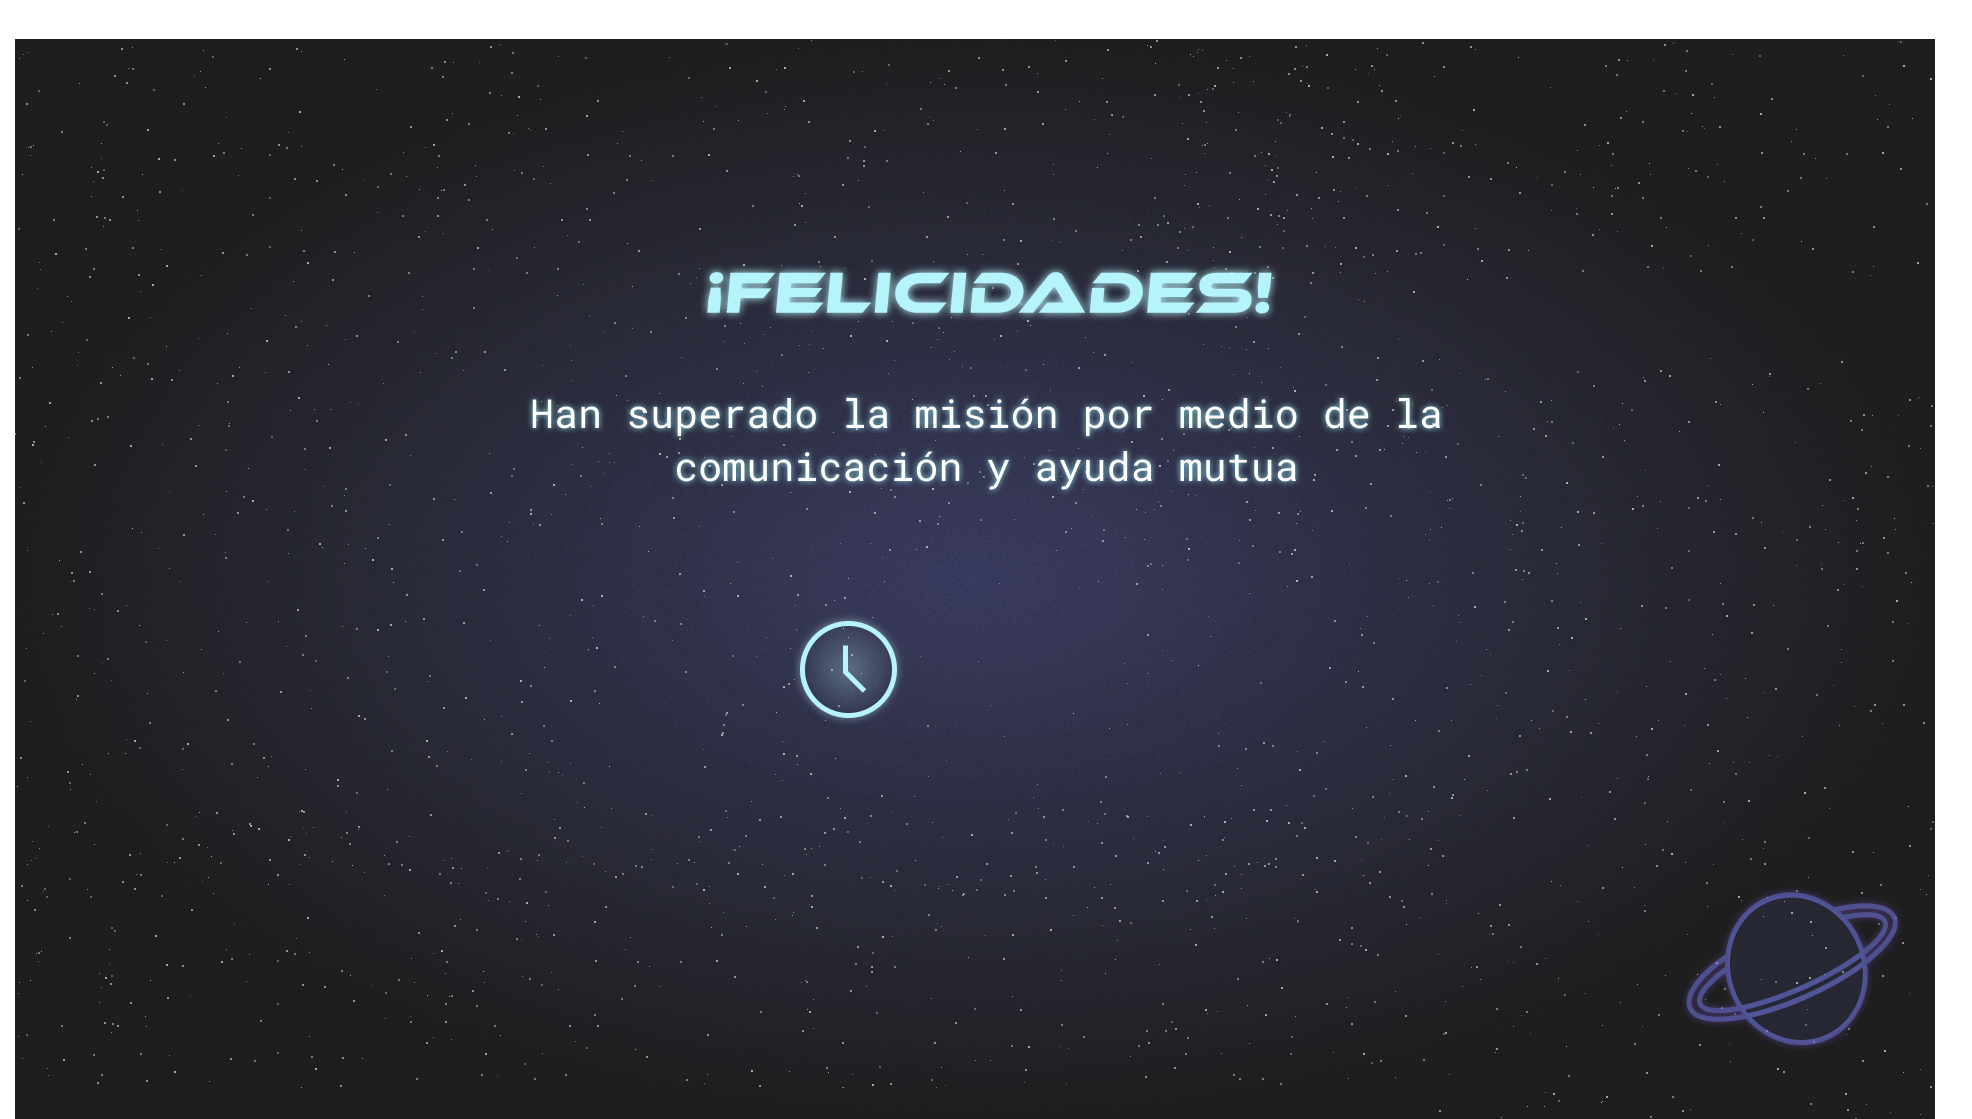 ¡FELICIDADES!
Han superado la misión por medio de la
comunicación y ayuda mutua